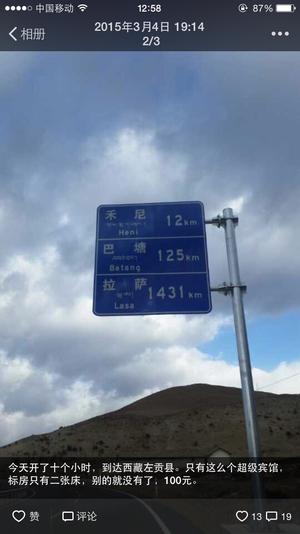 中国移动
12:58
87%
相册
2015年3月4日 19:14
2/3
禾尼 12KM
Heni
巴塘 125KM
Batang
拉萨 1431KM
Lasa
今天开了十个小时，到达西藏左贡县。只有这么个超级宾馆，
标房只有二张床，别的就没有了，100元。
赞
评论
13
2